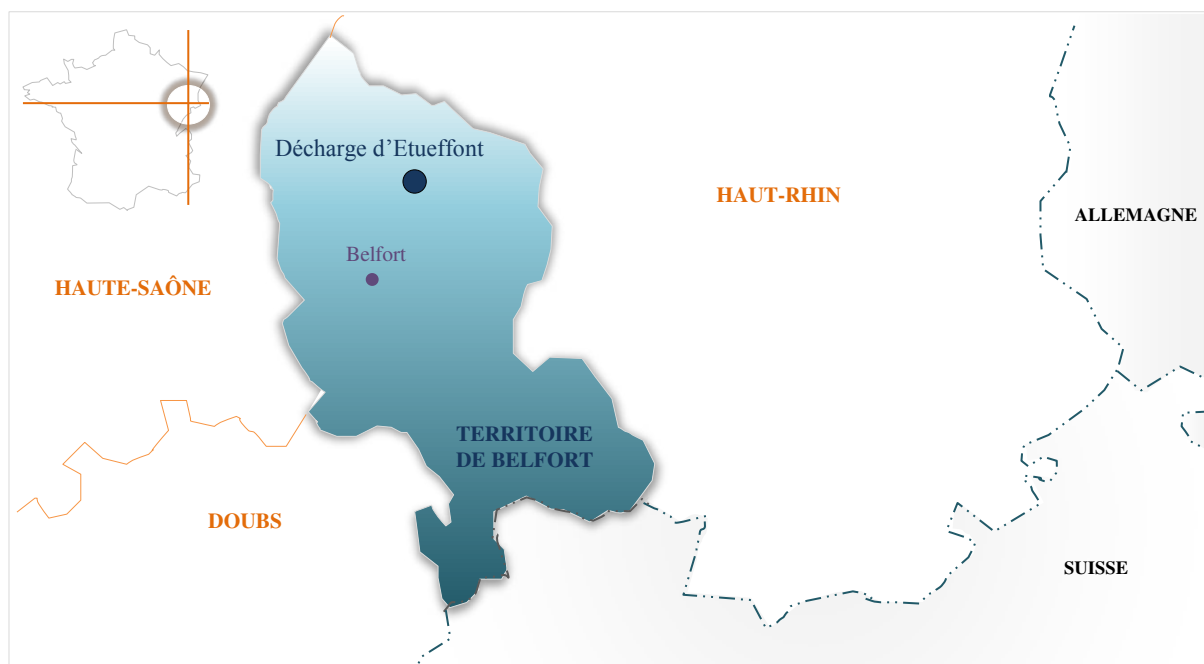 Décharge d'Etueffont
HAUT-RHIN
ALLEMAGNE
Belfort
HAUTE-SAÔNE
TERRITOIRE
DE BELFORT
DOUBS
SUISSE